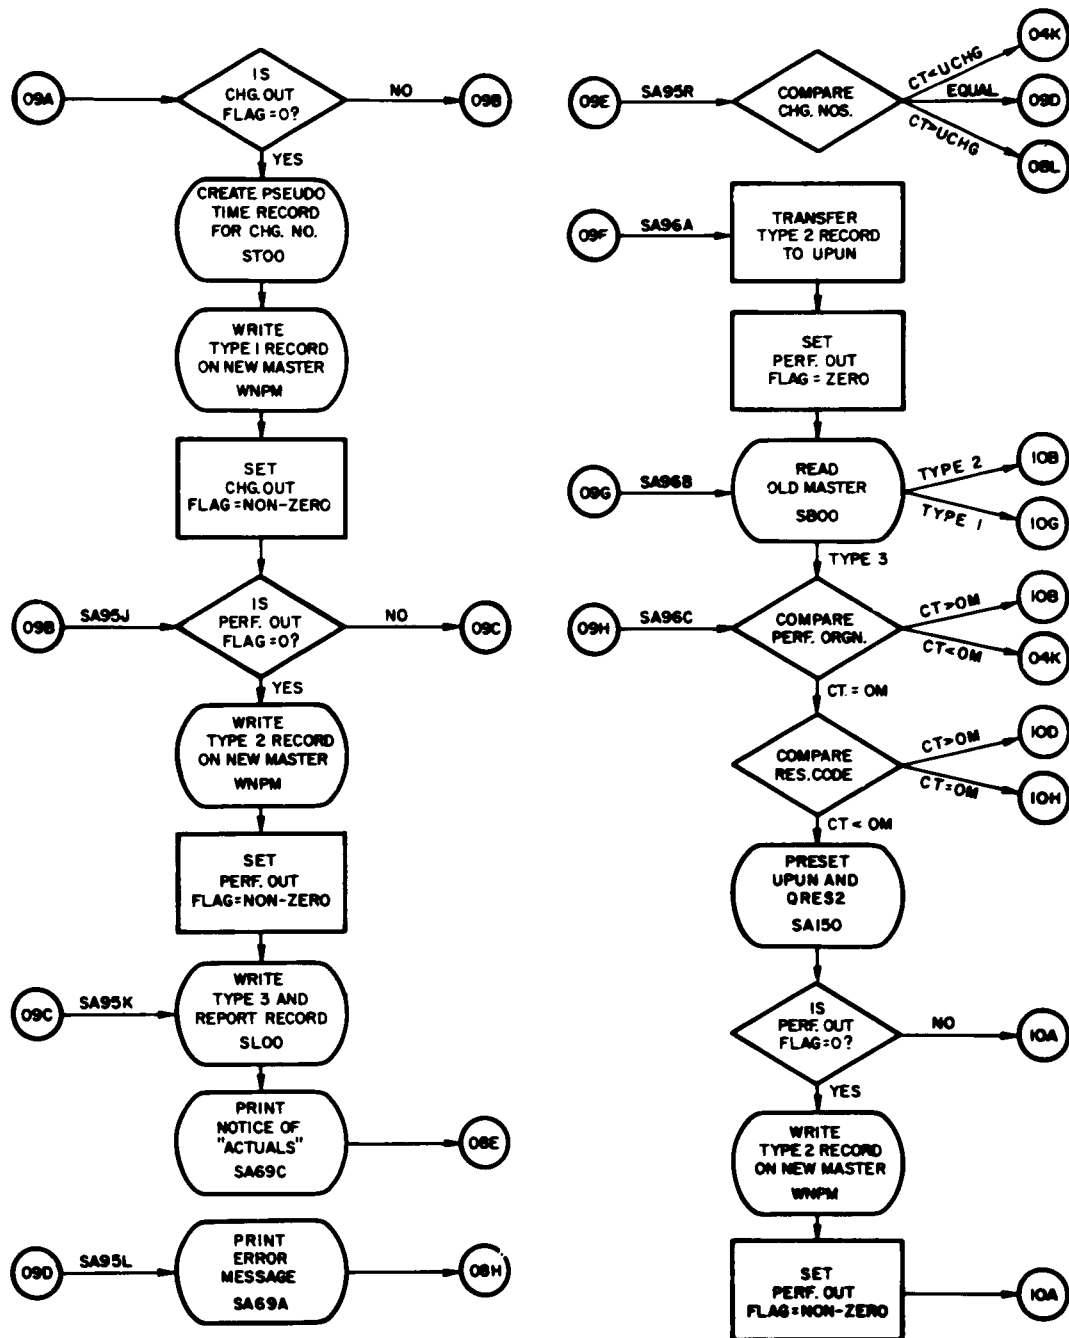 09A
IS
CHG. OUT
FLAG=0?
NO
09B
YES
CREATE PSEUDO
TIME RECORD
FOR CHG. NO.
ST00
WRITE
TYPE 1 RECORD
ON NEW MASTER
WNPM
SET
CHG. OUT
FLAG=NON-ZERO
09B
SA95J
IS
PERF. OUT
FLAG=0?
NO
09C
YES
WRITE
TYPE 2 RECORD
ON NEW MASTER
WNPM
SET
PERF. OUT
FLAG=NON-ZERO
09C
SA95K
WRITE
TYPE 3 AND
REPORT RECORD
SL00
PRINT
NOTICE OF
"ACTUALS"
SA69C
08E
09D
SA95L
PRINT
ERROR
MESSAGE
SA69A
08H
09E
SA95R
COMPARE
CHG. NOS.
CT<UCHG
04K
EQUAL
09D
CT>UCHG
08L
09F
SA96A
TRANSFER
TYPE 2 RECORD
TO UPUN
SET
PERF. OUT
FLAG = ZERO
09G
SA96B
READ
OLD MASTER
SB00
TYPE 2
10B
TYPE 1
10G
TYPE 3
09H
SA96C
COMPARE
PERF. ORGN.
CT>OM
10B
CT<OM
04K
CT = OM
COMPARE
RES. CODE
CT>OM
10D
CT=OM
10H
CT < OM
PRESET
UPUN AND
QRES2
SA150
IS
PERF. OUT
FLAG=0?
NO
10A
YES
WRITE
TYPE 2 RECORD
ON NEW MASTER
WNPM
SET
PERF. OUT
FLAG=NON-ZERO
10A